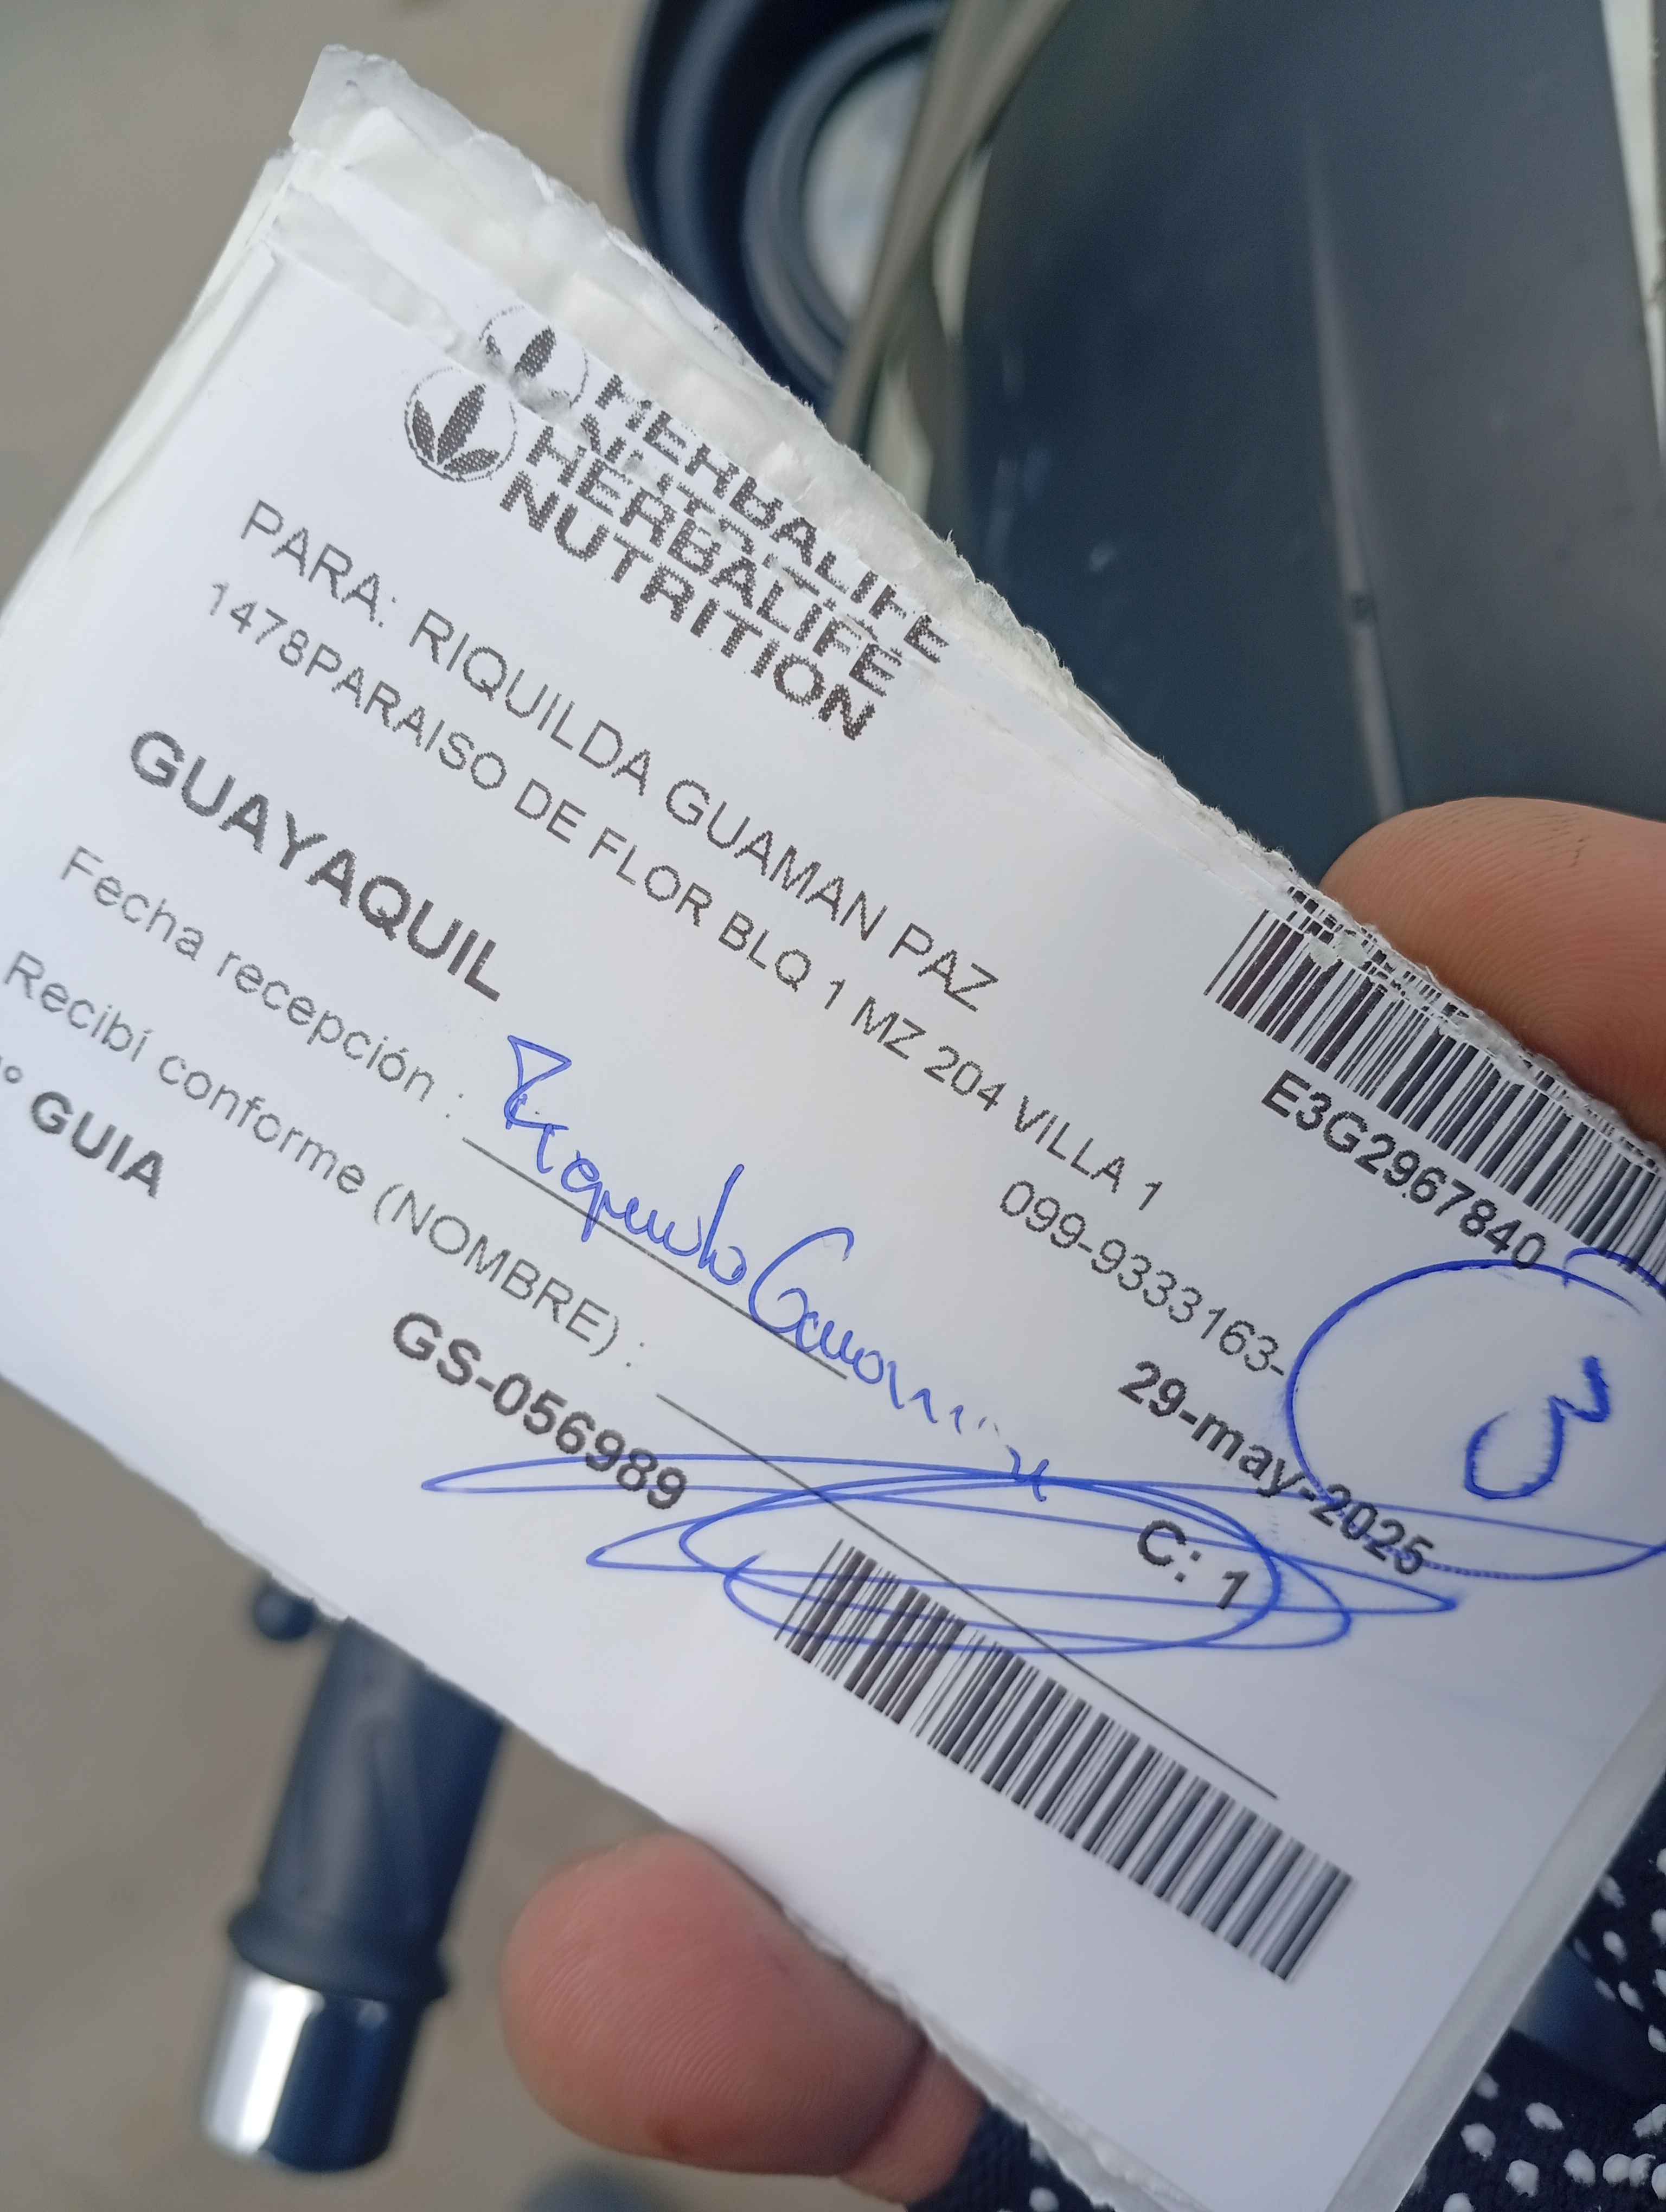 HERBALIFE
HERBALIFE
NUTRITION
E3G2967840
PARA: RIQUILDA GUAMAN PAZ
1478PARAISO DE FLOR BLQ 1 MZ 204 VILLA 1
099-9333163-
GUAYAQUIL
29-may-2025
Fecha recepción :
C: 1
Recibí conforme (NOMBRE) :
° GUIA
GS-056989